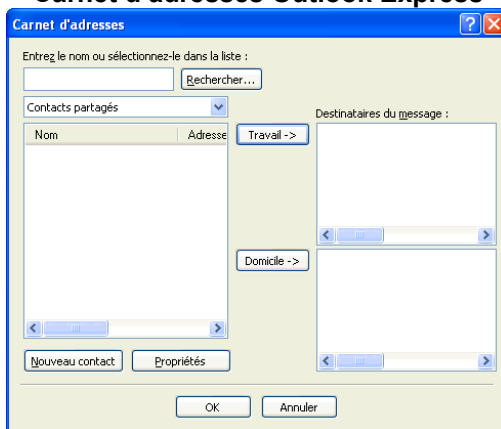 Carnet d'adresses Outlook Express
Carnet d'adresses
Entrez le nom ou sélectionnez-le dans la liste :
Rechercher...
Contacts partagés
Destinataires du message :
Nom Adresse
Travail ->
Domicile ->
Nouveau contact Propriétés
OK Annuler